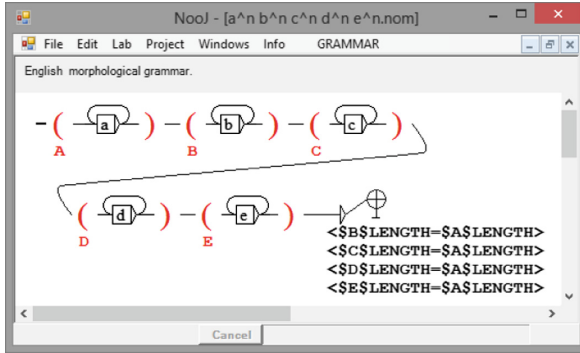 NooJ - [a^n b^n c^n d^n e^n.nom]
File Edit Lab Project Windows Info GRAMMAR
English morphological grammar.
( a ) ( b ) ( c )
A B C
( d ) ( e )
D E
<$B$LENGTH=$A$LENGTH>
<$C$LENGTH=$A$LENGTH>
<$D$LENGTH=$A$LENGTH>
<$E$LENGTH=$A$LENGTH>
Cancel